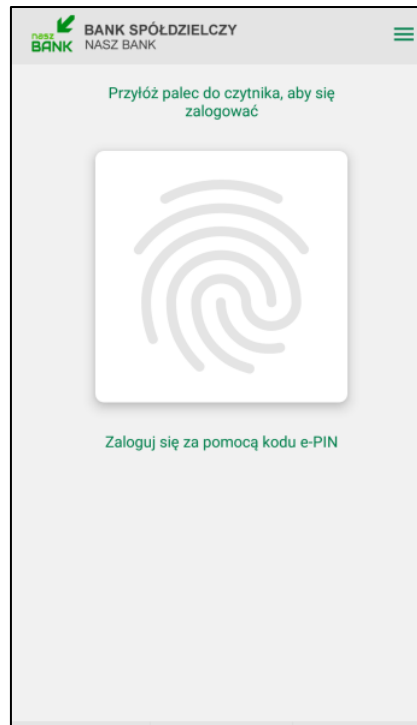 nasz
BANK
BANK SPÓŁDZIELCZY
NASZ BANK
Przyłóż palec do czytnika, aby się
zalogować
Zaloguj się za pomocą kodu e-PIN